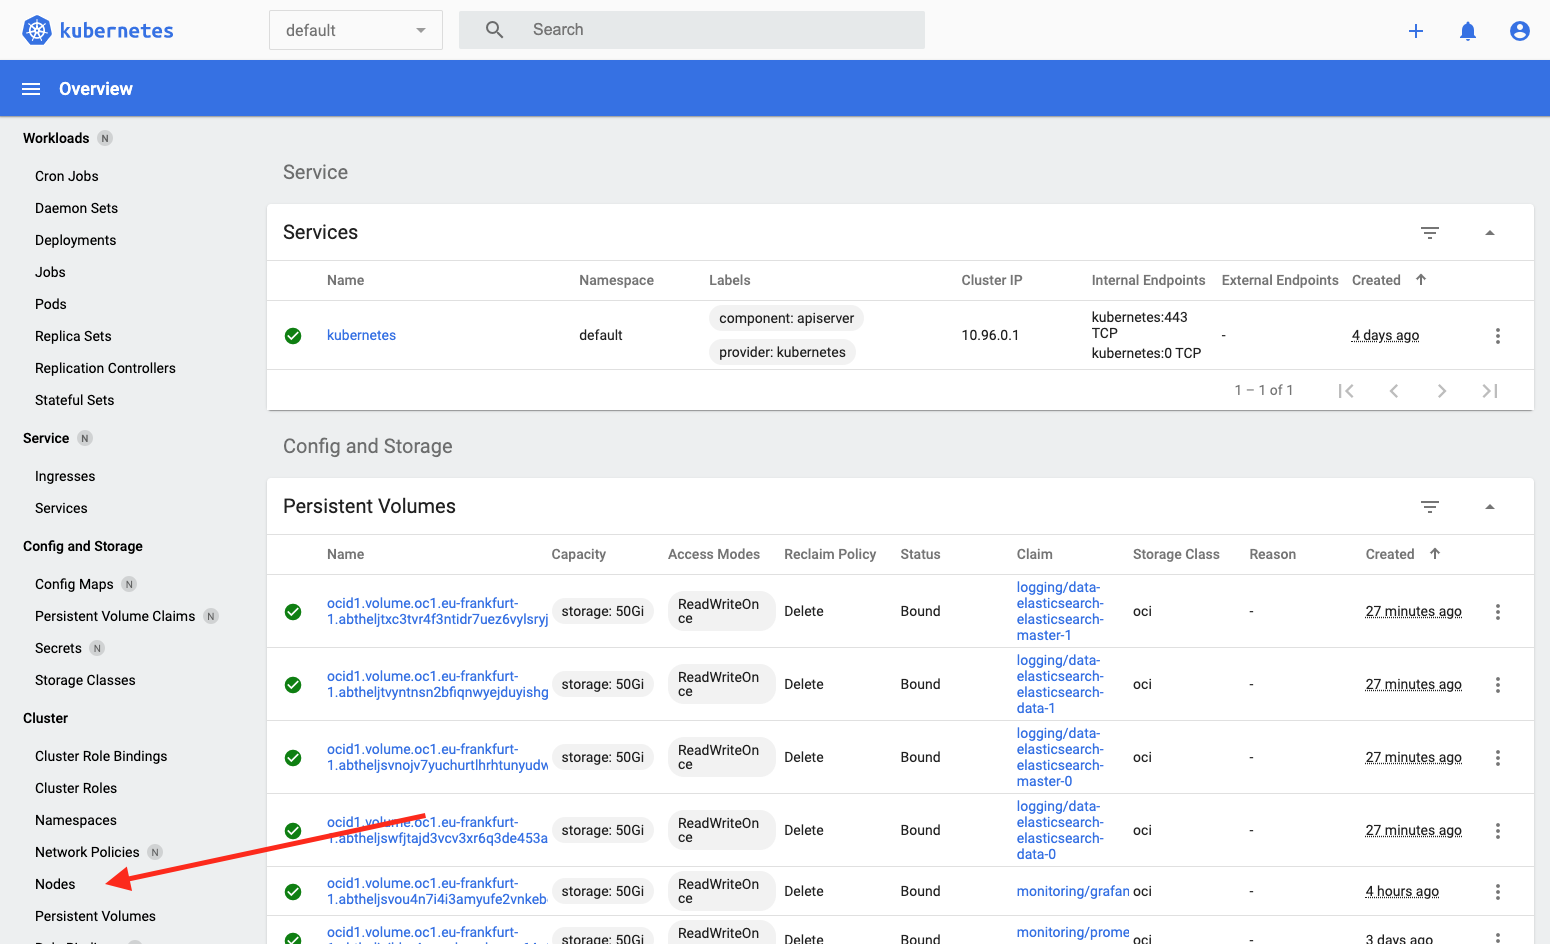 kubernetes
default
Search
Overview
Workloads N
Cron Jobs
Daemon Sets
Deployments
Jobs
Pods
Replica Sets
Replication Controllers
Stateful Sets
Service N
Ingresses
Services
Config and Storage
Config Maps N
Persistent Volume Claims N
Secrets N
Storage Classes
Cluster
Cluster Role Bindings
Cluster Roles
Namespaces
Network Policies N
Nodes
Persistent Volumes
Service
Services
Name Namespace Labels Cluster IP Internal Endpoints External Endpoints Created
kubernetes default component: apiserver provider: kubernetes 10.96.0.1 kubernetes:443 TCP kubernetes:0 TCP - 4 days ago
1 – 1 of 1
Config and Storage
Persistent Volumes
Name Capacity Access Modes Reclaim Policy Status Claim Storage Class Reason Created
ocid1.volume.oc1.eu-frankfurt-
1.abtheljtxc3tvr4f3ntidr7uez6vylsryj
storage: 50Gi
ReadWriteOn
ce
Delete
Bound
logging/data-
elasticsearch-
elasticsearch-
master-1
oci
-
27 minutes ago
ocid1.volume.oc1.eu-frankfurt-
1.abtheljtvyntnsn2bfiqnwyejduyishg
storage: 50Gi
ReadWriteOn
ce
Delete
Bound
logging/data-
elasticsearch-
elasticsearch-
data-1
oci
-
27 minutes ago
ocid1.volume.oc1.eu-frankfurt-
1.abtheljsvnojv7yuchurtlhrhtunyudw
storage: 50Gi
ReadWriteOn
ce
Delete
Bound
logging/data-
elasticsearch-
elasticsearch-
master-0
oci
-
27 minutes ago
ocid1.volume.oc1.eu-frankfurt-
1.abtheljswfjtajd3vcv3xr6q3de453a
storage: 50Gi
ReadWriteOn
ce
Delete
Bound
logging/data-
elasticsearch-
elasticsearch-
data-0
oci
-
27 minutes ago
ocid1.volume.oc1.eu-frankfurt-
1.abtheljsvou4n7i4i3amyufe2vnkeb
storage: 50Gi
ReadWriteOn
ce
Delete
Bound
monitoring/grafan
oci
-
4 hours ago
ocid1.volume.oc1.eu-frankfurt-
storage: 50Gi
ReadWriteOn
Delete
Bound
monitoring/prome
oci
-
3 days ago